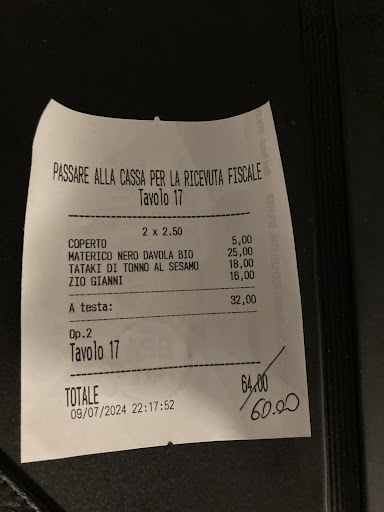 PASSARE ALLA CASSA PER LA RICEVUTA FISCALE
Tavolo 17
2 x 2.50
COPERTO 5,00
MATERICO NERO DAVOLA BIO 25,00
TATAKI DI TONNO AL SESAMO 18,00
ZIO GIANNI 16,00
A testa: 32,00
Op.2
Tavolo 17
TOTALE 64.00
60.00
09/07/2024 22:17:52